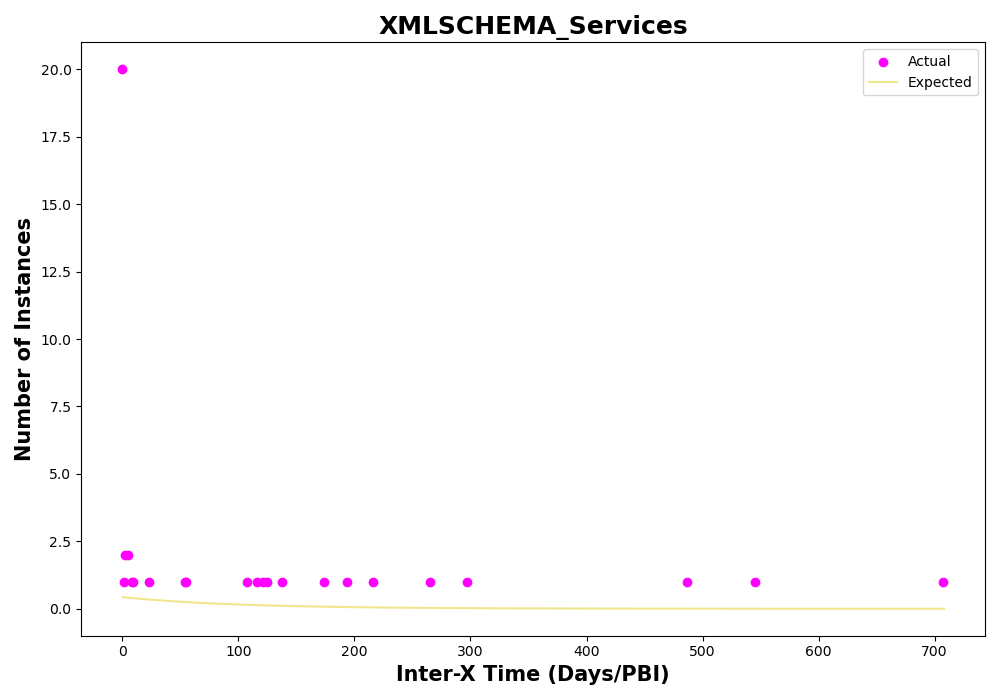 XMLSCHEMA_Services
Actual
Expected
Number of Instances
20.0
17.5
15.0
12.5
10.0
7.5
5.0
2.5
0.0
0 100 200 300 400 500 600 700
Inter-X Time (Days/PBI)